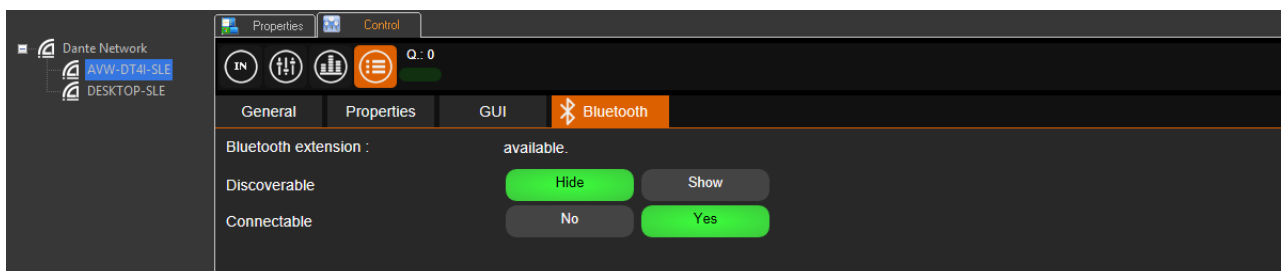 Properties Control
Dante Network
AVW-DT4I-SLE
DESKTOP-SLE
IN Q.: 0
General Properties GUI Bluetooth
Bluetooth extension : available.
Discoverable Hide Show
Connectable No Yes